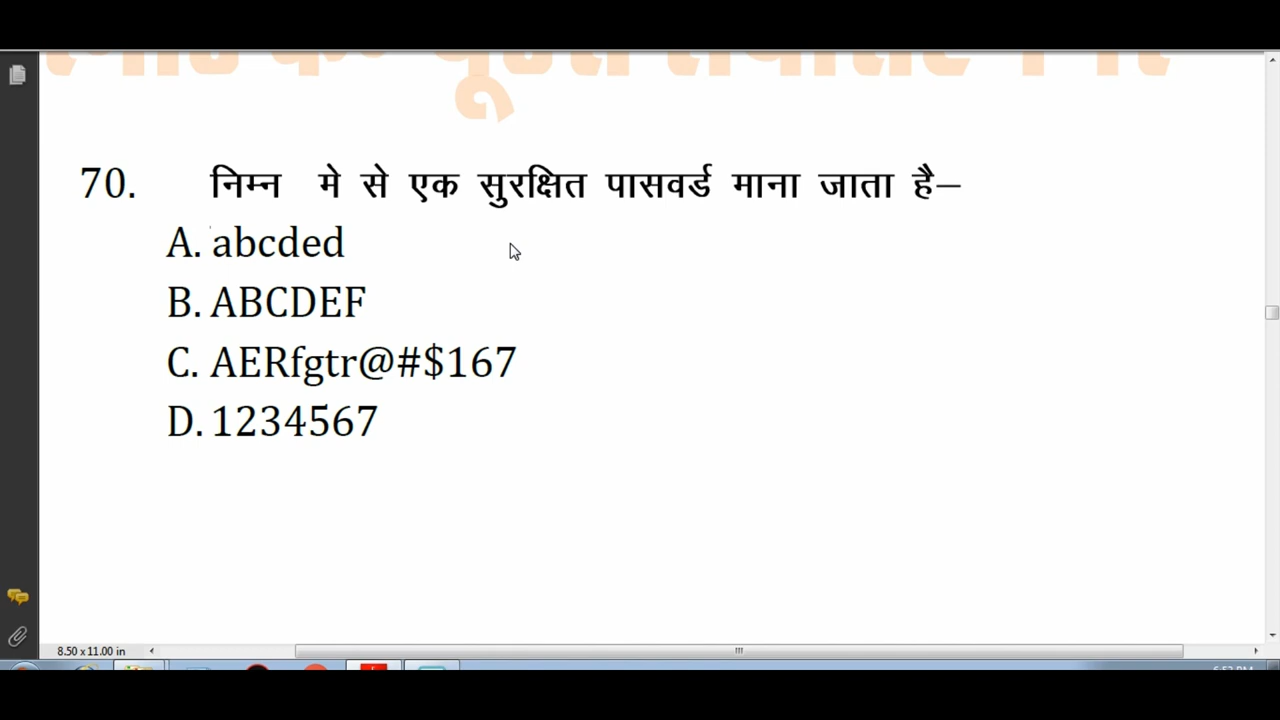 70. निम्न मे से एक सुरक्षित पासवर्ड माना जाता है–
A. abcded
B. ABCDEF
C. AERfgtr@#$167
D. 1234567
8.50 x 11.00 in